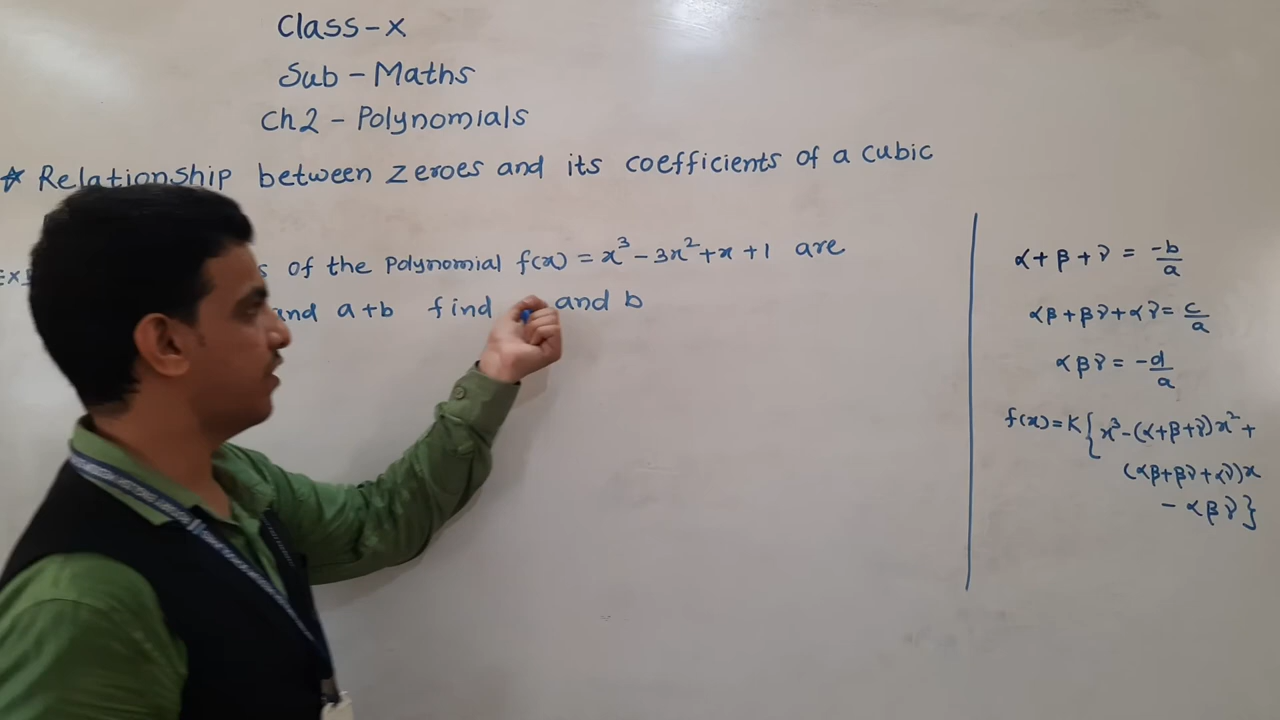 Class-X
Sub - Maths
Ch2 - Polynomials
☆ Relationship between zeroes and its coefficients of a cubic
Ex s of the Polynomial f(x) = x³ - 3x² + x + 1 are
and a+b find and b
α+β+γ = -b/a
αβ+βγ+αγ = c/a
αβγ = -d/a
f(x) = K{x³-(α+β+γ)x²+
(αβ+βγ+αγ)x
- αβγ}